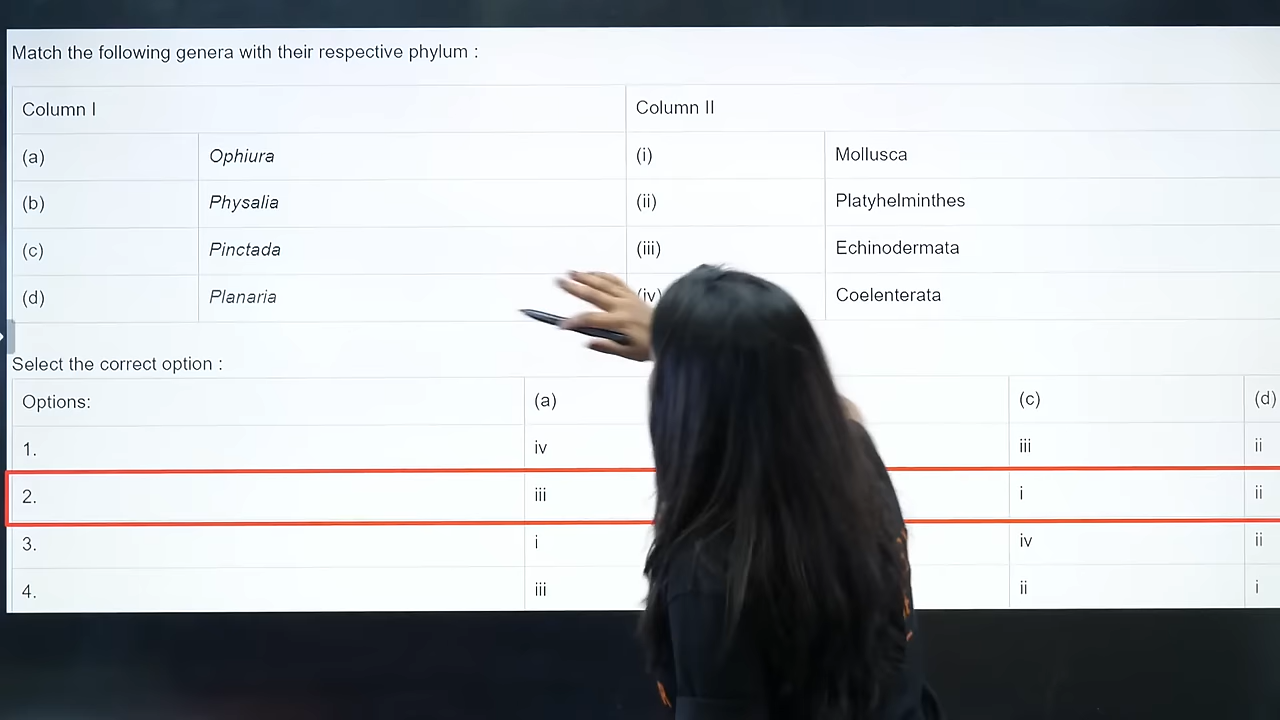 Match the following genera with their respective phylum :
Column I Column II
(a) Ophiura (i) Mollusca
(b) Physalia (ii) Platyhelminthes
(c) Pinctada (iii) Echinodermata
(d) Planaria (iv) Coelenterata
Select the correct option :
Options: (a) (c) (d)
1. iv iii ii
2. iii i ii
3. i iv ii
4. iii ii i